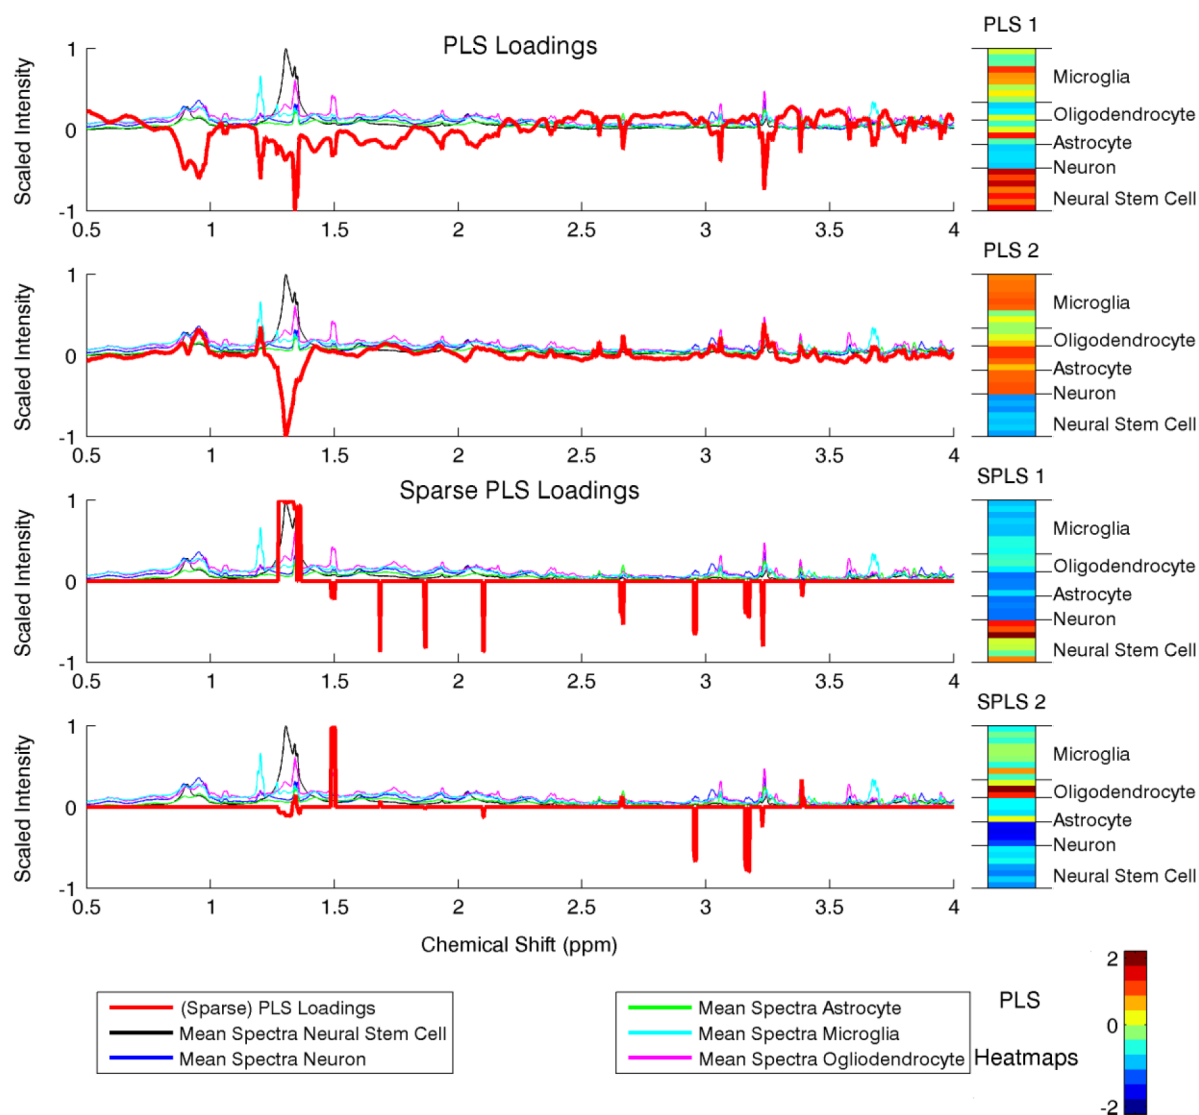 PLS Loadings
PLS 1
Scaled Intensity
1
0
-1
0.5
1
1.5
2
2.5
3
3.5
4
Microglia
Oligodendrocyte
Astrocyte
Neuron
Neural Stem Cell
PLS 2
Scaled Intensity
1
0
-1
0.5
1
1.5
2
2.5
3
3.5
4
Microglia
Oligodendrocyte
Astrocyte
Neuron
Neural Stem Cell
Sparse PLS Loadings
SPLS 1
Scaled Intensity
1
0
-1
0.5
1
1.5
2
2.5
3
3.5
4
Microglia
Oligodendrocyte
Astrocyte
Neuron
Neural Stem Cell
SPLS 2
Scaled Intensity
1
0
-1
0.5
1
1.5
2
2.5
3
3.5
4
Microglia
Oligodendrocyte
Astrocyte
Neuron
Neural Stem Cell
Chemical Shift (ppm)
(Sparse) PLS Loadings
Mean Spectra Neural Stem Cell
Mean Spectra Neuron
Mean Spectra Astrocyte
Mean Spectra Microglia
Mean Spectra Ogliodendrocyte
PLS
Heatmaps
2
0
-2